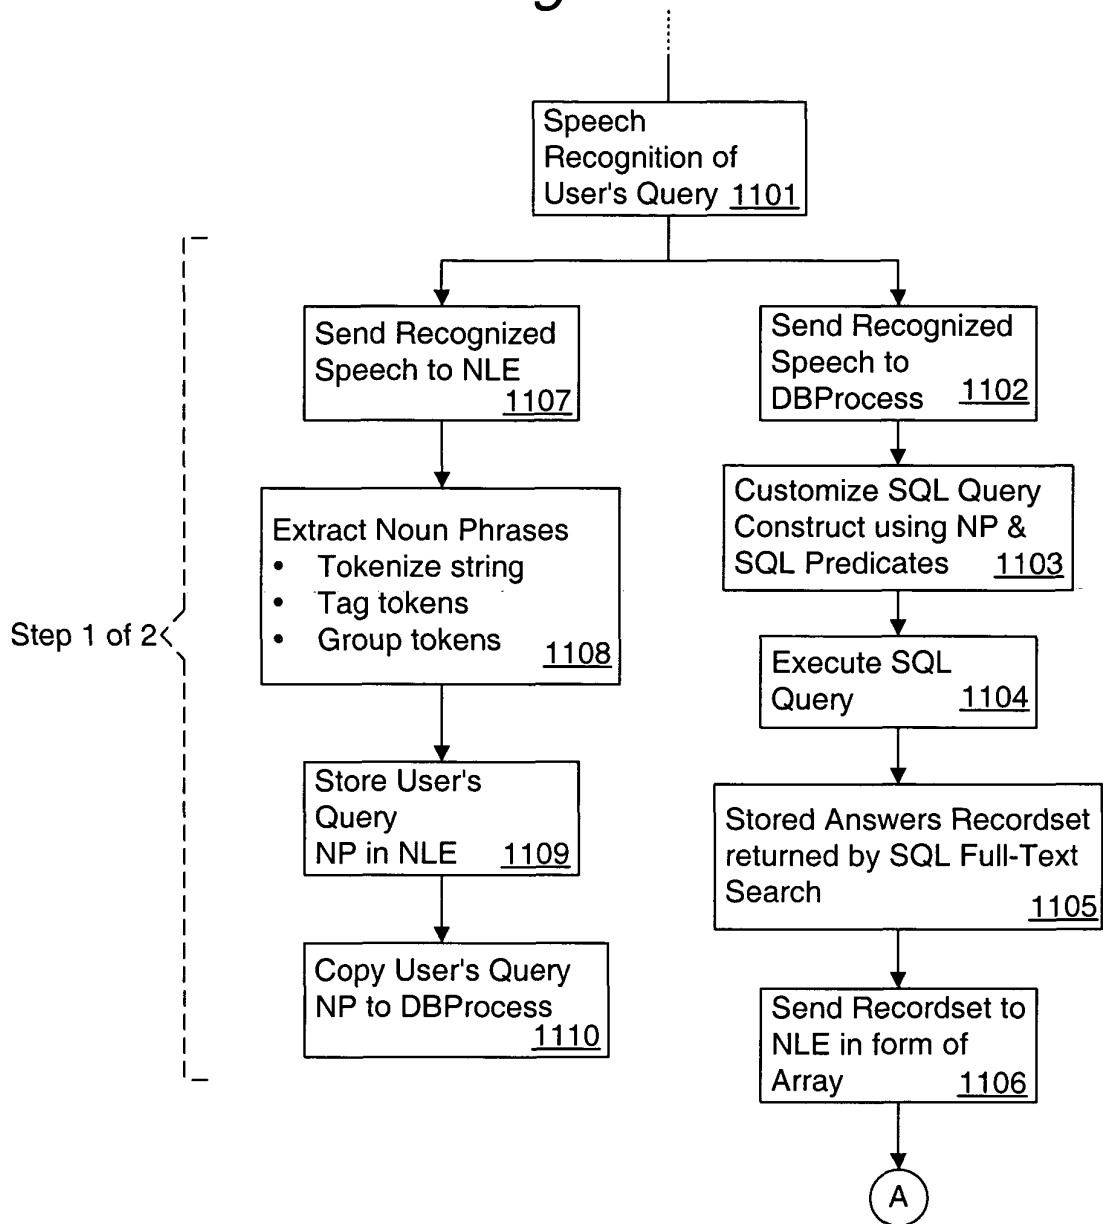 Speech
Recognition of
User's Query 1101
Send Recognized
Speech to NLE
1107
Send Recognized
Speech to
DBProcess 1102
Extract Noun Phrases
• Tokenize string
• Tag tokens
• Group tokens 1108
Customize SQL Query
Construct using NP &
SQL Predicates 1103
Step 1 of 2
Execute SQL
Query 1104
Store User's
Query
NP in NLE 1109
Stored Answers Recordset
returned by SQL Full-Text
Search
1105
Copy User's Query
NP to DBProcess
1110
Send Recordset to
NLE in form of
Array 1106
A